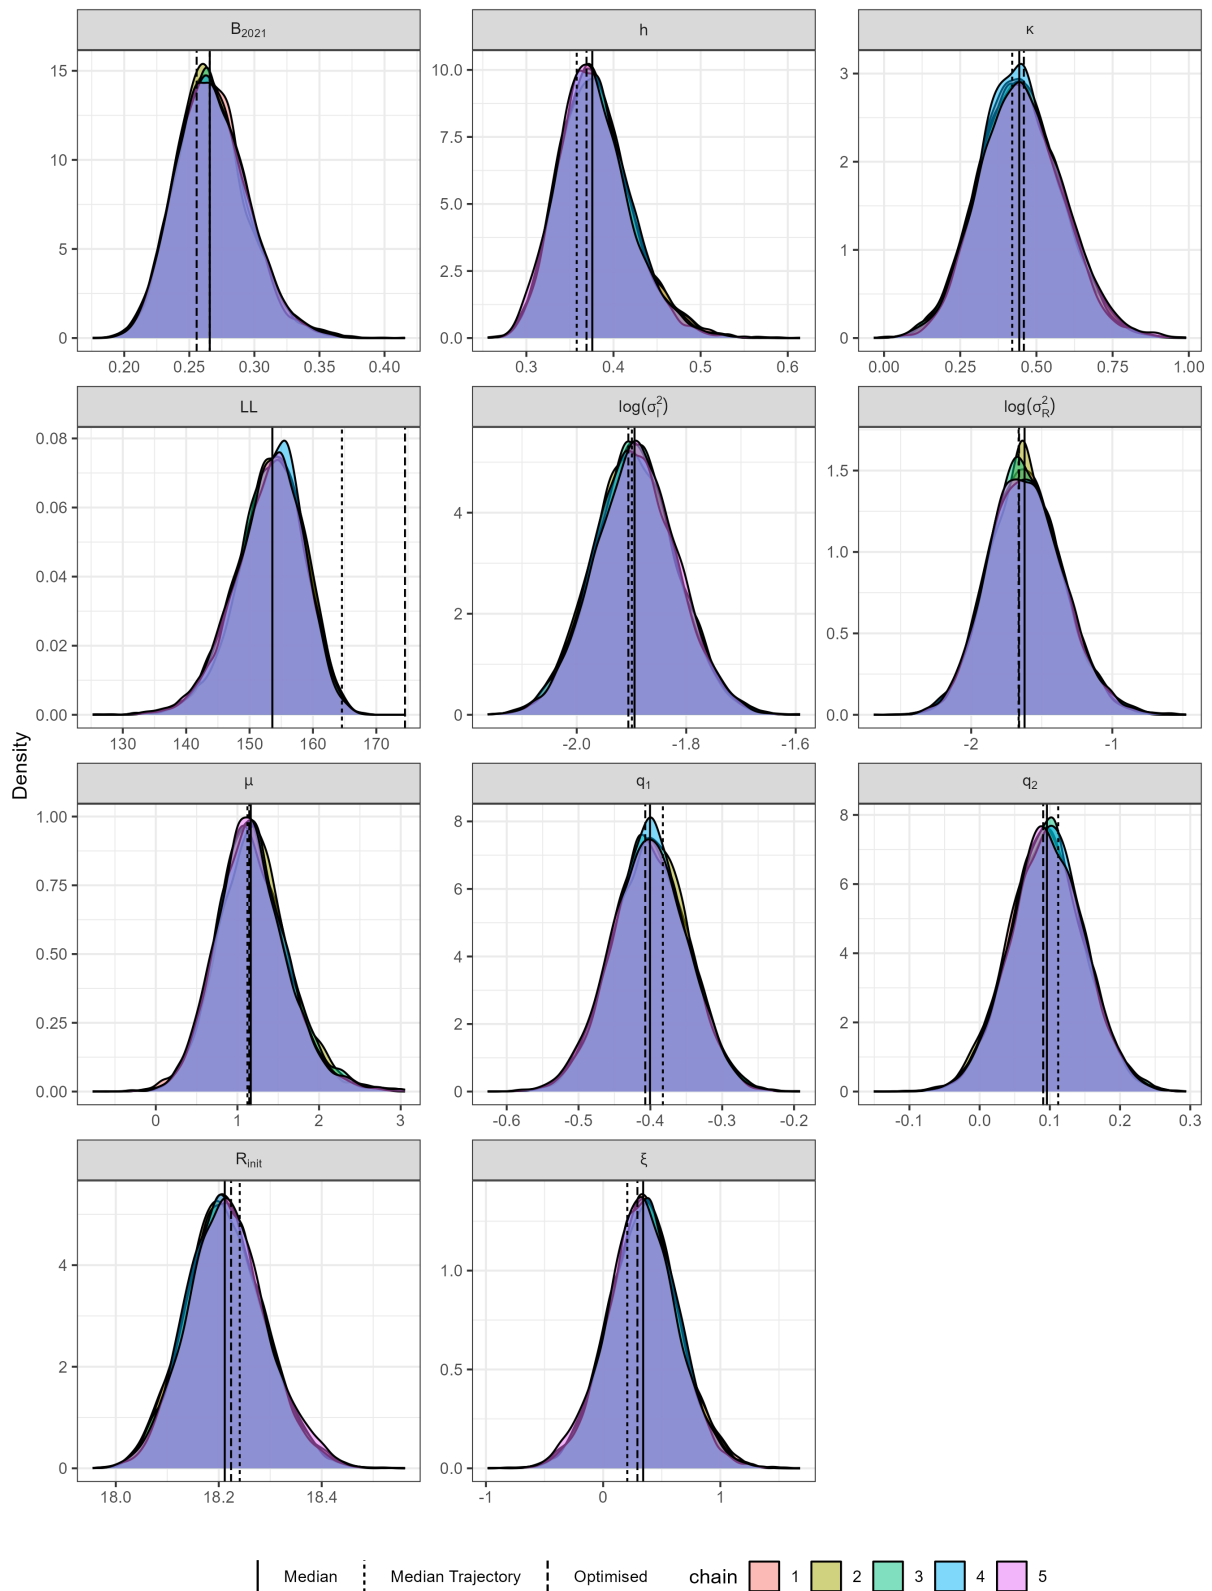 B2021
h
κ
15
10
5
0
0.20 0.25 0.30 0.35 0.40
10.0
7.5
5.0
2.5
0.0
0.3 0.4 0.5 0.6
3
2
1
0
0.00 0.25 0.50 0.75 1.00
LL
log(σ²I)
log(σ²R)
0.08
0.06
0.04
0.02
0.00
130 140 150 160 170
4
2
0
-2.0 -1.8 -1.6
1.5
1.0
0.5
0.0
-2 -1
Density
μ
q1
q2
1.00
0.75
0.50
0.25
0.00
0 1 2 3
8
6
4
2
0
-0.6 -0.5 -0.4 -0.3 -0.2
8
6
4
2
0
-0.1 0.0 0.1 0.2 0.3
Rinit
ξ
4
2
0
18.0 18.2 18.4
1.0
0.5
0.0
-1 0 1
Median Median Trajectory Optimised chain 1 2 3 4 5